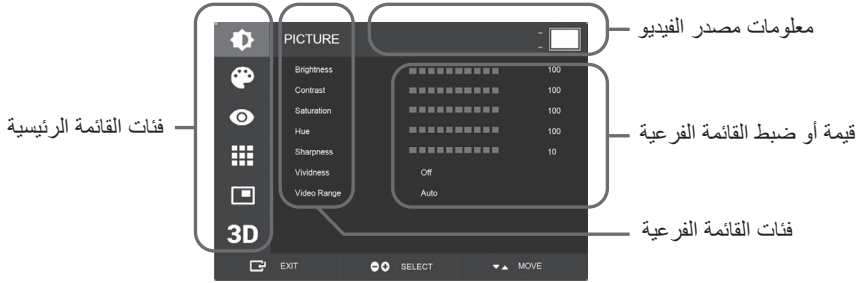 معلومات مصدر الفيديو
PICTURE
Brightness 100
Contrast 100
Saturation 100
Hue 100
Sharpness 10
Vividness Off
Video Range Auto
3D
EXIT SELECT MOVE
فئات القائمة الرئيسية
قيمة أو ضبط القائمة الفرعية
فئات القائمة الفرعية